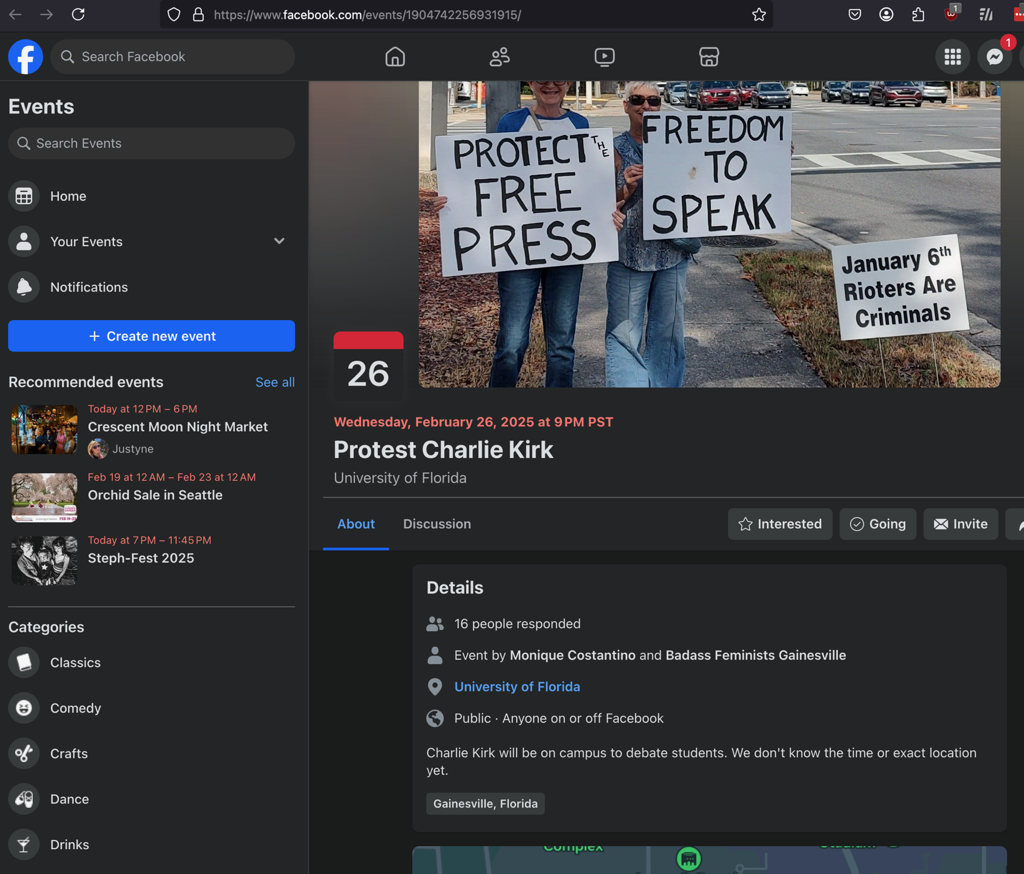 https://www.facebook.com/events/1904742256931915/
1
Search Facebook
1
Events
Search Events
Home
Your Events
Notifications
+ Create new event
Recommended events
See all
Today at 12 PM – 6 PM
Crescent Moon Night Market
Justyne
Feb 19 at 12 AM – Feb 23 at 12 AM
Orchid Sale in Seattle
Today at 7 PM – 11:45 PM
Steph-Fest 2025
Categories
Classics
Comedy
Crafts
Dance
Drinks
PROTECT THE
FREE
PRESS
FREEDOM
TO
SPEAK
January 6th
Rioters Are
Criminals
26
Wednesday, February 26, 2025 at 9 PM PST
Protest Charlie Kirk
University of Florida
About
Discussion
Interested
Going
Invite
Details
16 people responded
Event by Monique Costantino and Badass Feminists Gainesville
University of Florida
Public · Anyone on or off Facebook
Charlie Kirk will be on campus to debate students. We don't know the time or exact location
yet.
Gainesville, Florida
Complex